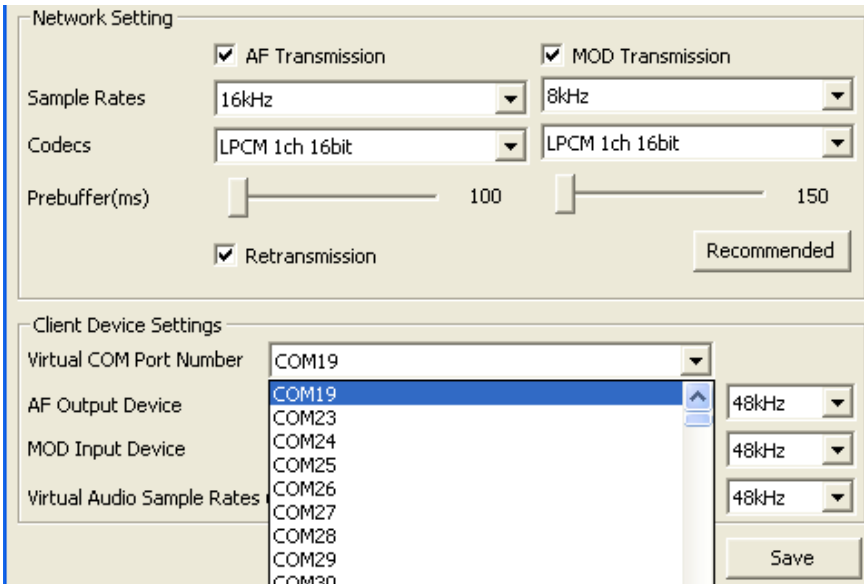 Network Setting
AF Transmission MOD Transmission
Sample Rates 16kHz 8kHz
Codecs LPCM 1ch 16bit LPCM 1ch 16bit
Prebuffer(ms) 100 150
Retransmission Recommended
Client Device Settings
Virtual COM Port Number COM19
COM19
AF Output Device 48kHz
COM23
COM24
MOD Input Device 48kHz
COM25
COM26
Virtual Audio Sample Rates 48kHz
COM27
COM28
COM29 Save
COM30